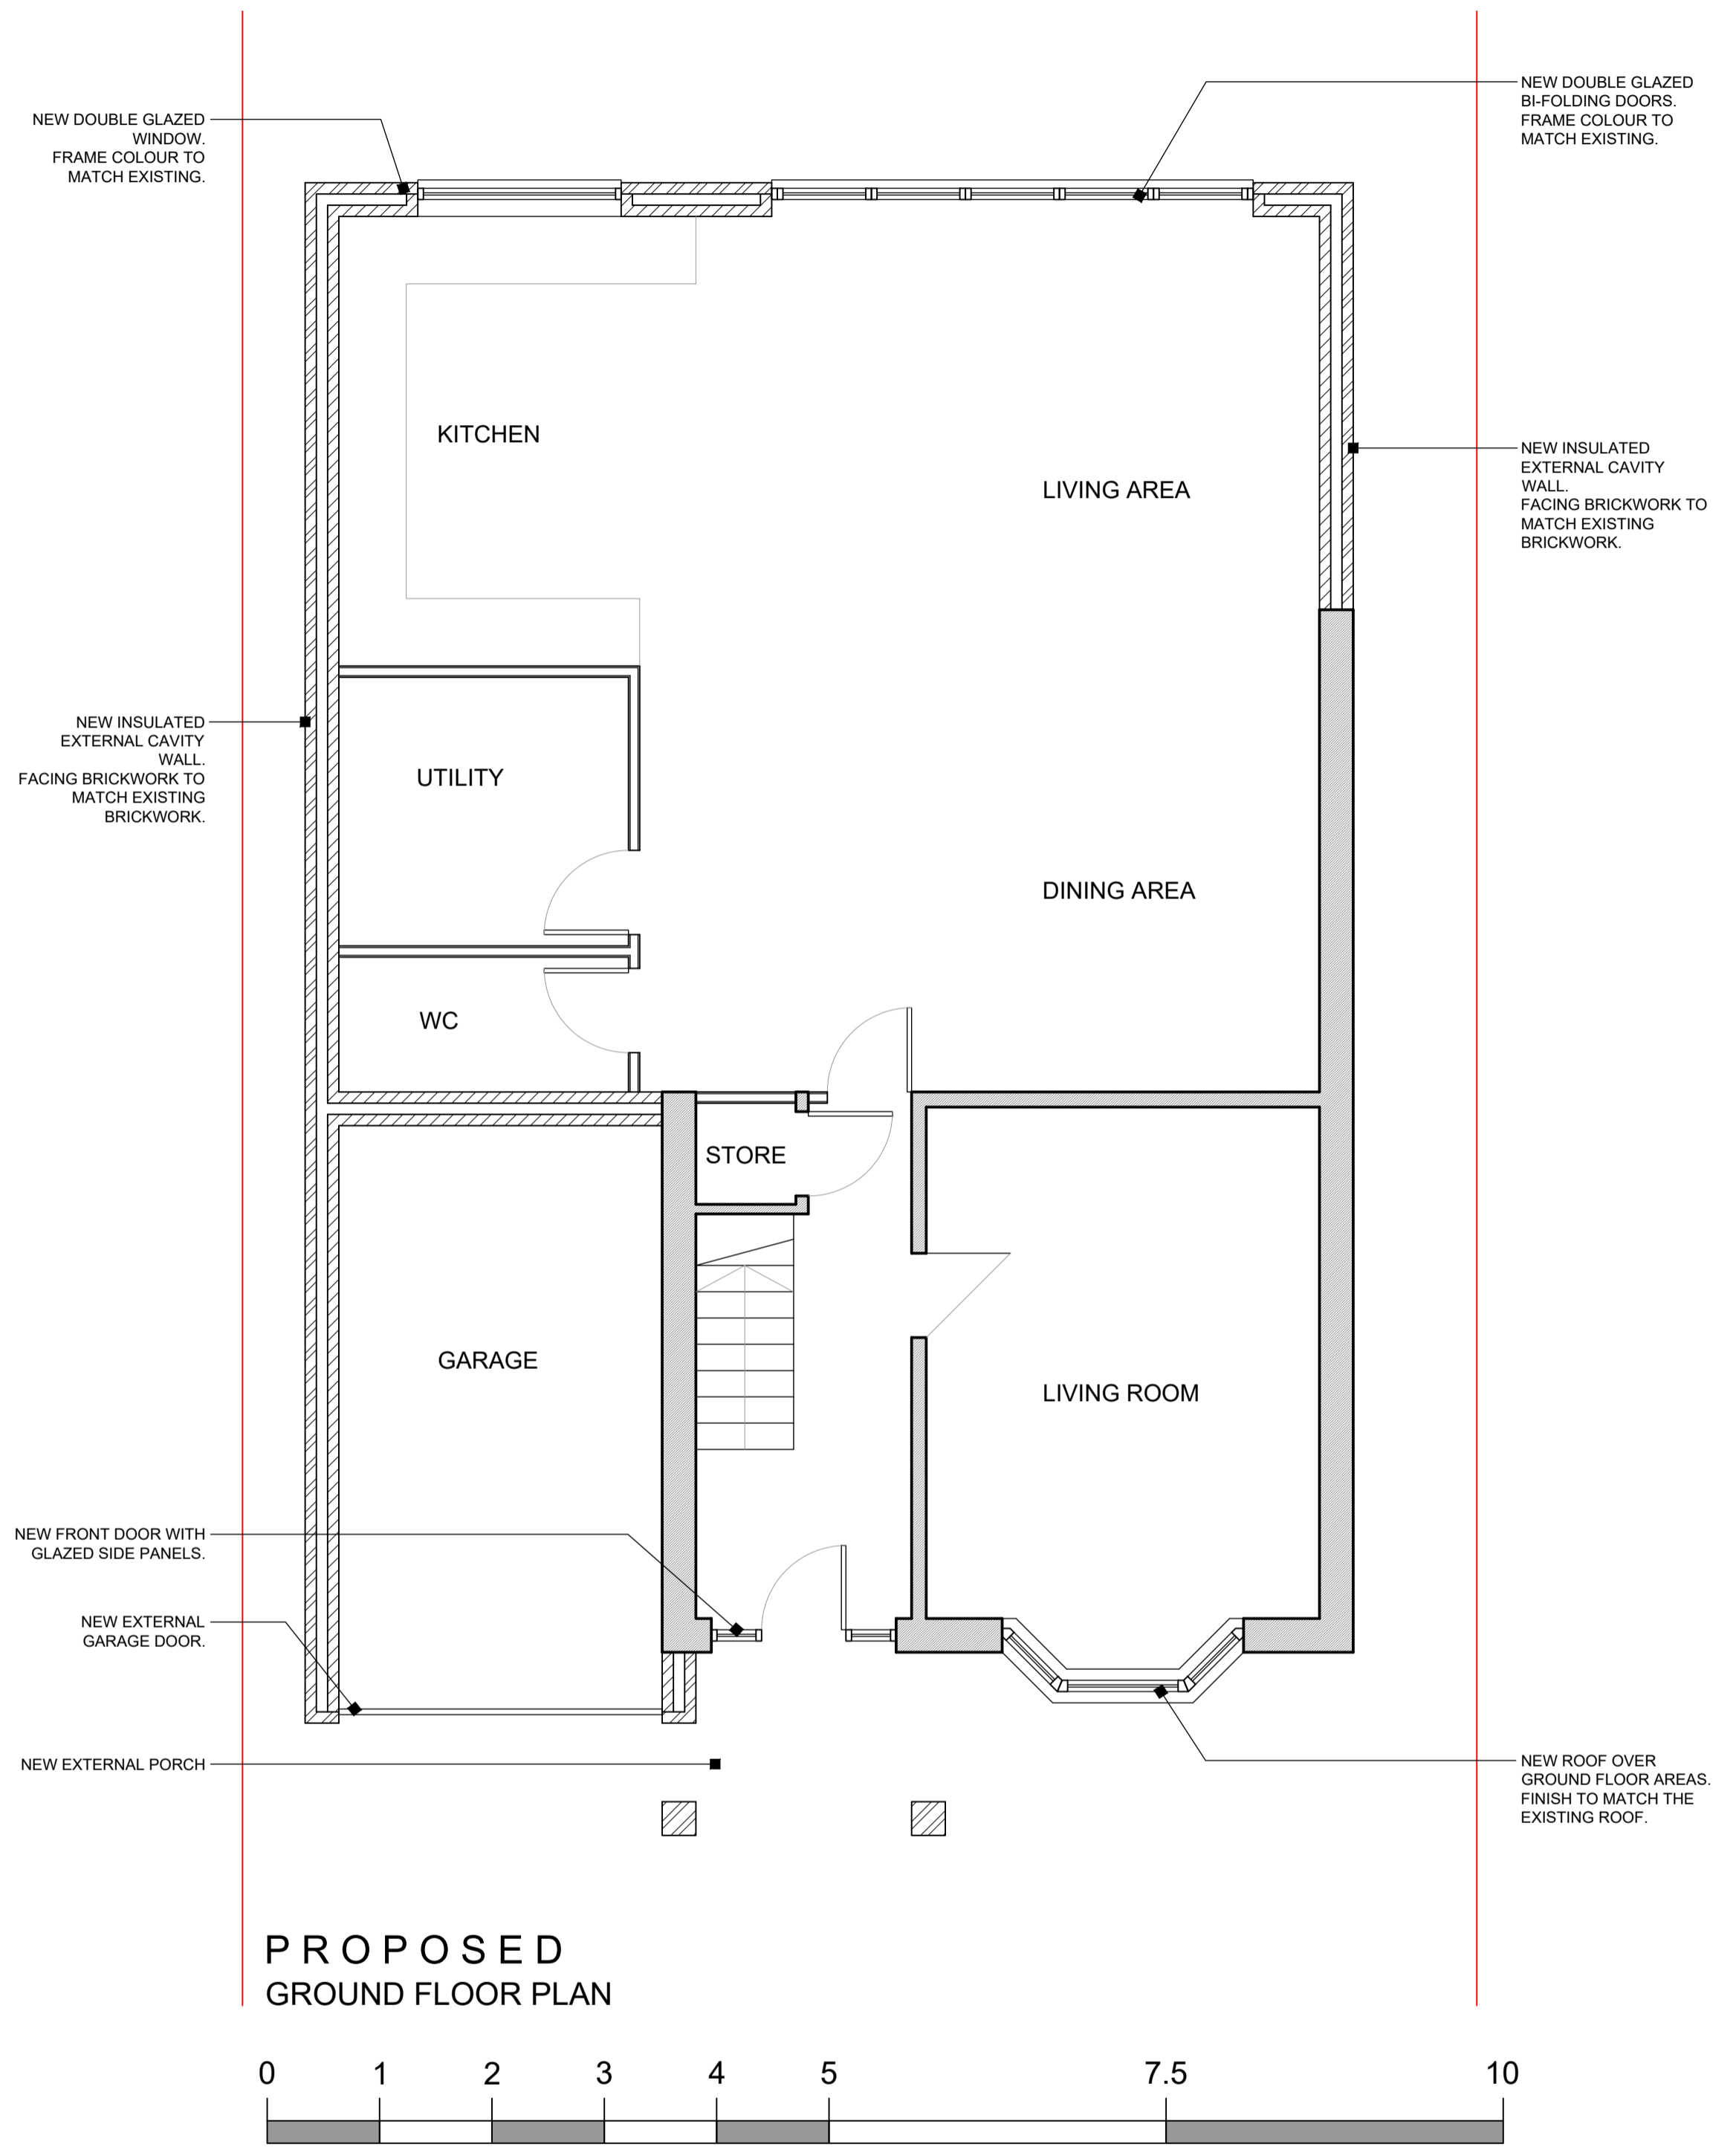 NEW DOUBLE GLAZED
BI-FOLDING DOORS.
FRAME COLOUR TO
MATCH EXISTING.
NEW DOUBLE GLAZED
WINDOW.
FRAME COLOUR TO
MATCH EXISTING.
KITCHEN
LIVING AREA
NEW INSULATED
EXTERNAL CAVITY
WALL.
FACING BRICKWORK TO
MATCH EXISTING
BRICKWORK.
NEW INSULATED
EXTERNAL CAVITY
WALL.
FACING BRICKWORK TO
MATCH EXISTING
BRICKWORK.
UTILITY
DINING AREA
WC
STORE
GARAGE
LIVING ROOM
NEW FRONT DOOR WITH
GLAZED SIDE PANELS.
NEW EXTERNAL
GARAGE DOOR.
NEW EXTERNAL PORCH
NEW ROOF OVER
GROUND FLOOR AREAS.
FINISH TO MATCH THE
EXISTING ROOF.
PROPOSED
GROUND FLOOR PLAN
0 1 2 3 4 5 7.5 10